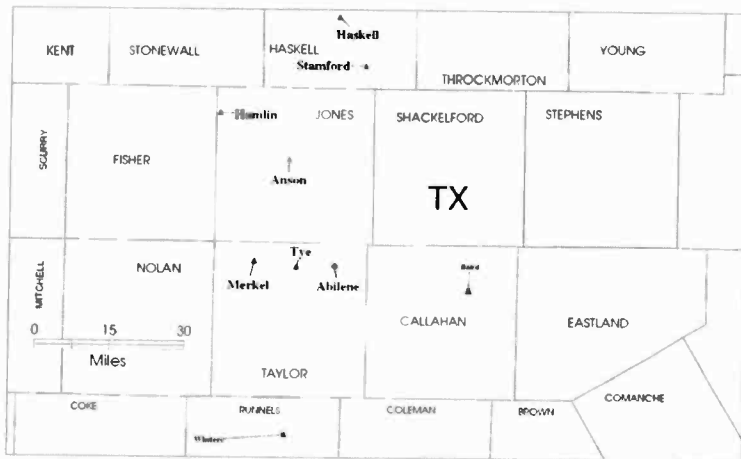 Haskell
KENT
STONEWALL
HASKELL
YOUNG
Stamford
THROCKMORTON
Hamlin
JONES
SHACKELFORD
STEPHENS
SCURRY
FISHER
Anson
TX
Tye
Baird
MITCHELL
NOLAN
Merkel
Abilene
0 15 30
Miles
CALLAHAN
EASTLAND
TAYLOR
COKE
RUNNELS
COLEMAN
BROWN
COMANCHE
Winters